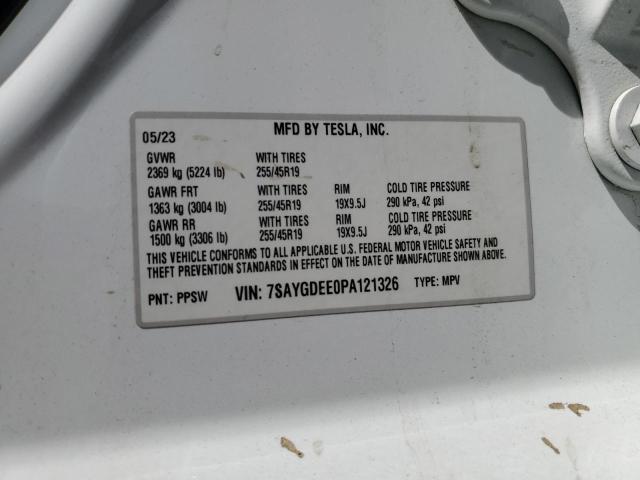 05/23 MFD BY TESLA, INC.
GVWR WITH TIRES
2369 kg (5224 lb) 255/45R19
GAWR FRT WITH TIRES RIM COLD TIRE PRESSURE
1363 kg (3004 lb) 255/45R19 19X9.5J 290 kPa, 42 psi
GAWR RR WITH TIRES RIM COLD TIRE PRESSURE
1500 kg (3306 lb) 255/45R19 19X9.5J 290 kPa, 42 psi
THIS VEHICLE CONFORMS TO ALL APPLICABLE U.S. FEDERAL MOTOR VEHICLE SAFETY AND
THEFT PREVENTION STANDARDS IN EFFECT ON THE DATE OF MANUFACTURE SHOWN ABOVE.
PNT: PPSW VIN: 7SAYGDEE0PA121326 TYPE: MPV